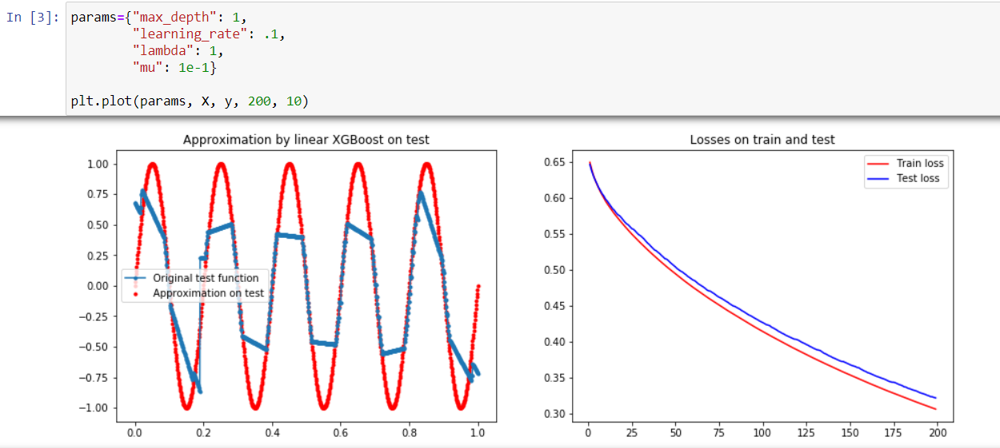 In [3]: params={"max_depth": 1,
"learning_rate": .1,
"lambda": 1,
"mu": 1e-1}
plt.plot(params, X, y, 200, 10)
Approximation by linear XGBoost on test
1.00
0.75
0.50
0.25
0.00
−0.25
−0.50
−0.75
−1.00
Original test function
Approximation on test
0.0 0.2 0.4 0.6 0.8 1.0
Losses on train and test
0.65
0.60
0.55
0.50
0.45
0.40
0.35
0.30
Train loss
Test loss
0 25 50 75 100 125 150 175 200